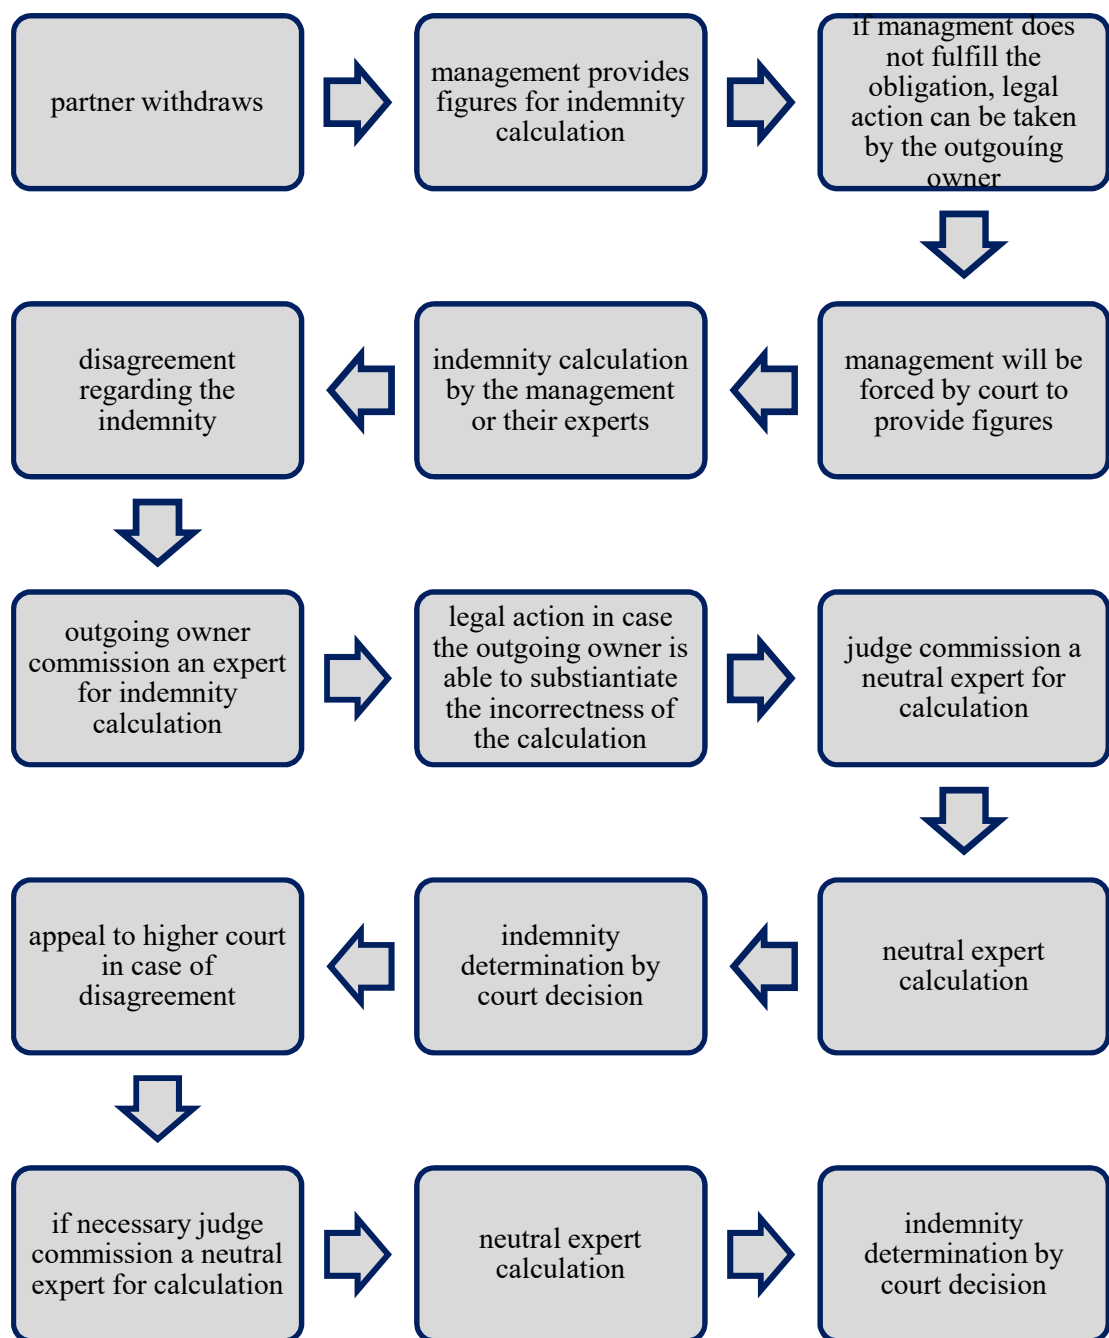 partner withdraws
management provides
figures for indemnity
calculation
if managment does
not fulfill the
obligation, legal
action can be taken
by the outgouíng
owner
management will be
forced by court to
provide figures
indemnity calculation
by the management
or their experts
disagreement
regarding the
indemnity
outgoing owner
commission an expert
for indemnity
calculation
legal action in case
the outgoing owner is
able to substantiate
the incorrectness of
the calculation
judge commission a
neutral expert for
calculation
neutral expert
calculation
indemnity
determination by
court decision
appeal to higher court
in case of
disagreement
if necessary judge
commission a neutral
expert for calculation
neutral expert
calculation
indemnity
determination by
court decision